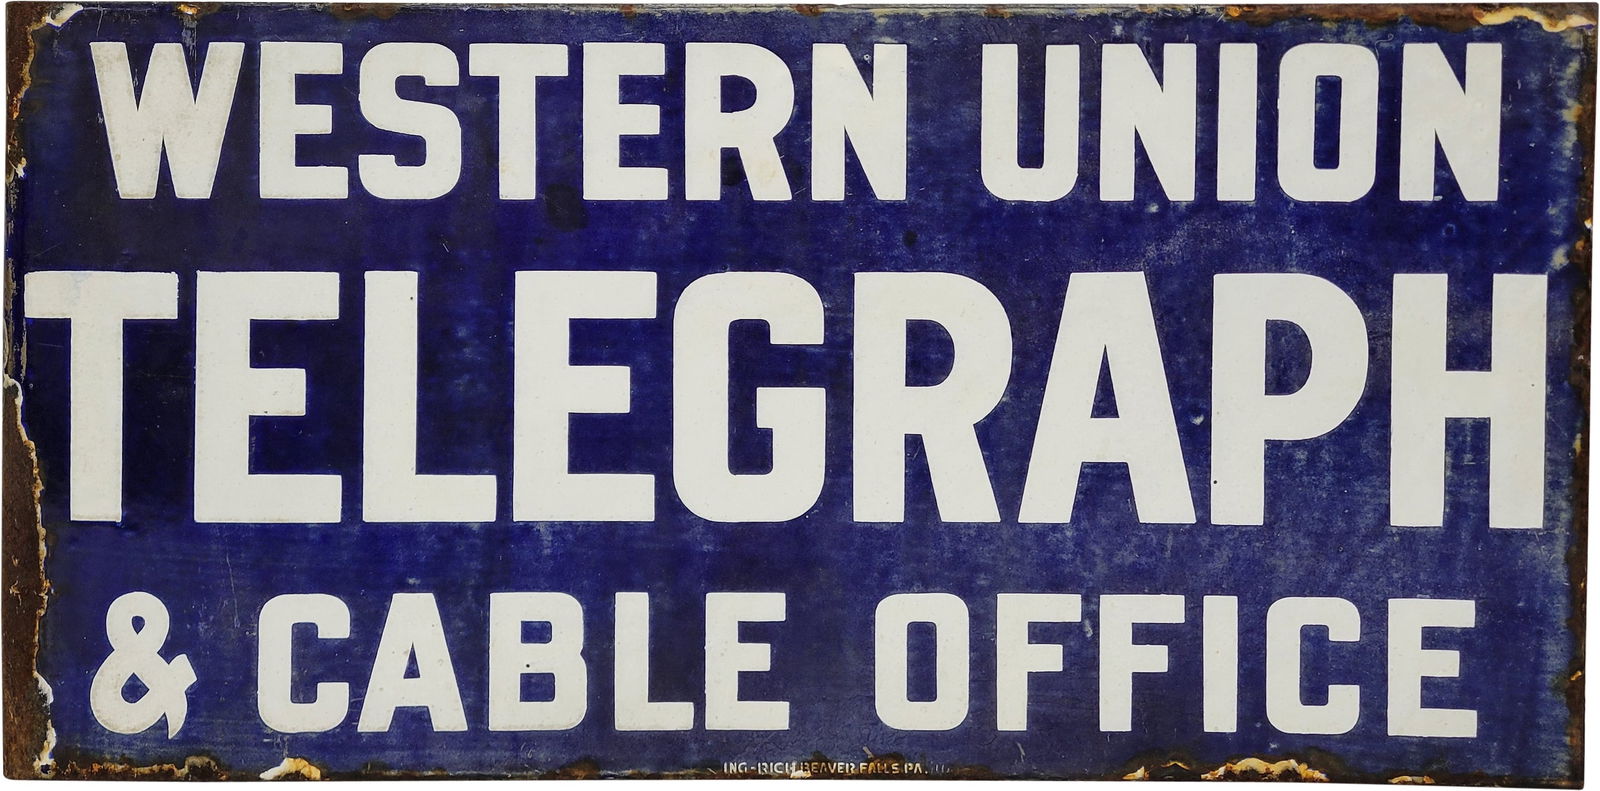 WESTERN UNION
TELEGRAPH
& CABLE OFFICE
ING-RICH BEAVER FALLS PA.